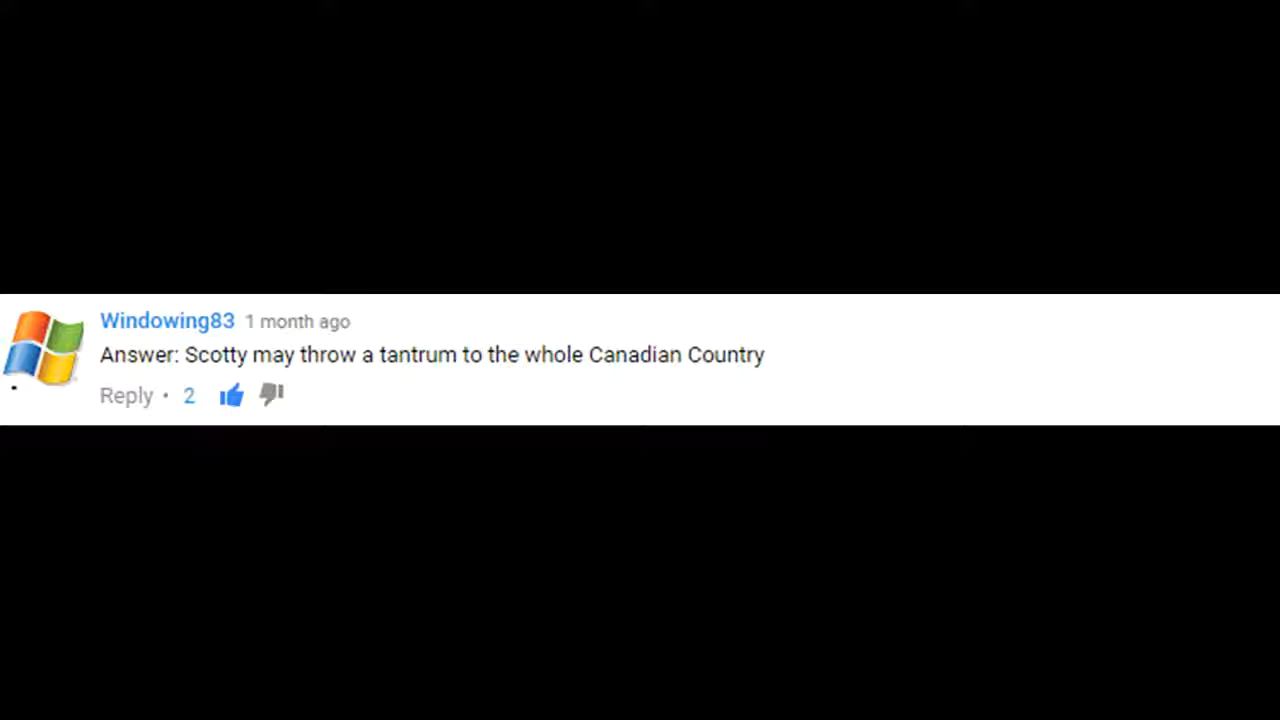 Windowing83 1 month ago
Answer: Scotty may throw a tantrum to the whole Canadian Country
Reply • 2